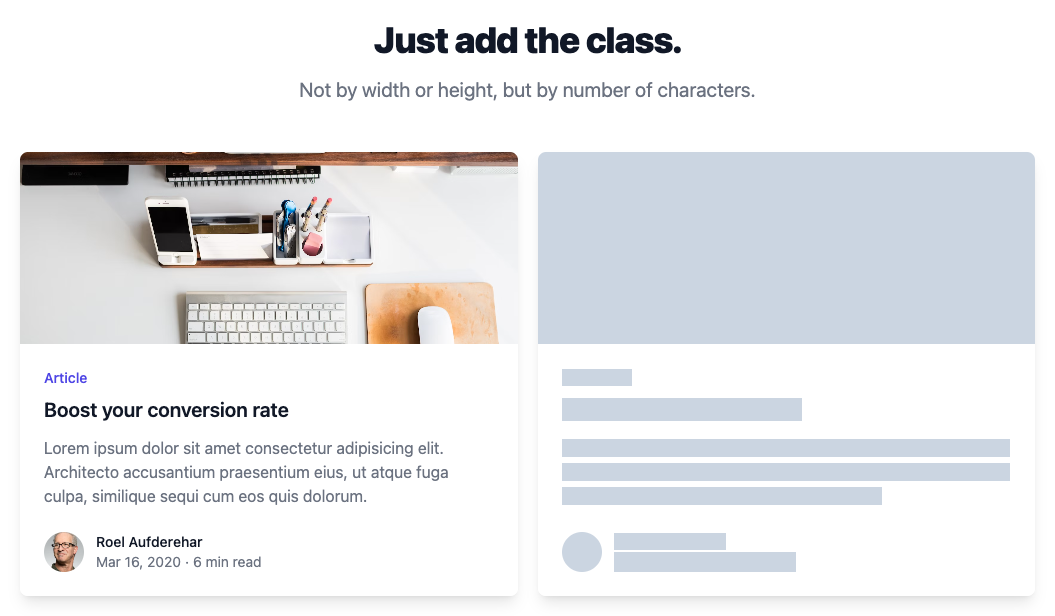 Just add the class.
Not by width or height, but by number of characters.
Article
Boost your conversion rate
Lorem ipsum dolor sit amet consectetur adipisicing elit.
Architecto accusantium praesentium eius, ut atque fuga
culpa, similique sequi cum eos quis dolorum.
Roel Aufderehar
Mar 16, 2020 · 6 min read